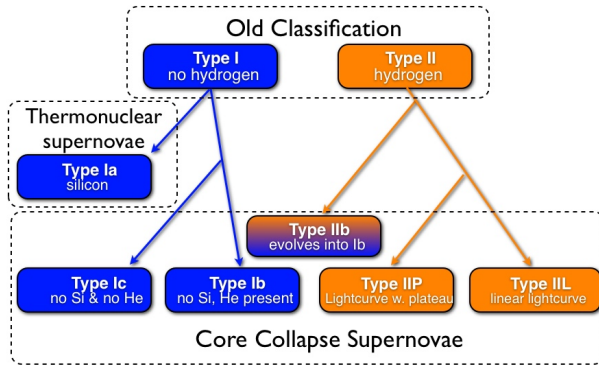 Old Classification
Type I
no hydrogen
Type II
hydrogen
Thermonuclear
supernovae
Type Ia
silicon
Type IIb
evolves into Ib
Type Ic
no Si & no He
Type Ib
no Si, He present
Type IIP
Lightcurve w. plateau
Type IIL
linear lightcurve
Core Collapse Supernovae